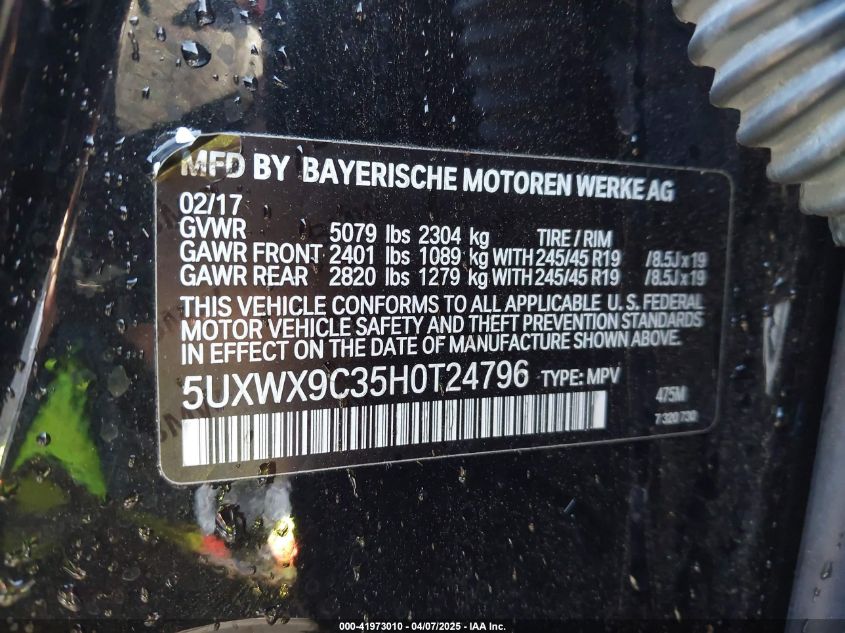 MFD BY BAYERISCHE MOTOREN WERKE AG
02/17
GVWR 5079 lbs 2304 kg TIRE / RIM
GAWR FRONT 2401 lbs 1089 kg WITH 245/45 R19 /8.5J x 19
GAWR REAR 2820 lbs 1279 kg WITH 245/45 R19 /8.5J x 19
THIS VEHICLE CONFORMS TO ALL APPLICABLE U.S. FEDERAL
MOTOR VEHICLE SAFETY AND THEFT PREVENTION STANDARDS
IN EFFECT ON THE DATE OF MANUFACTURE SHOWN ABOVE.
5UXWX9C35H0T24796 TYPE: MPV 475M
7 320 730
000-41973010 - 04/07/2025 - IAA Inc.